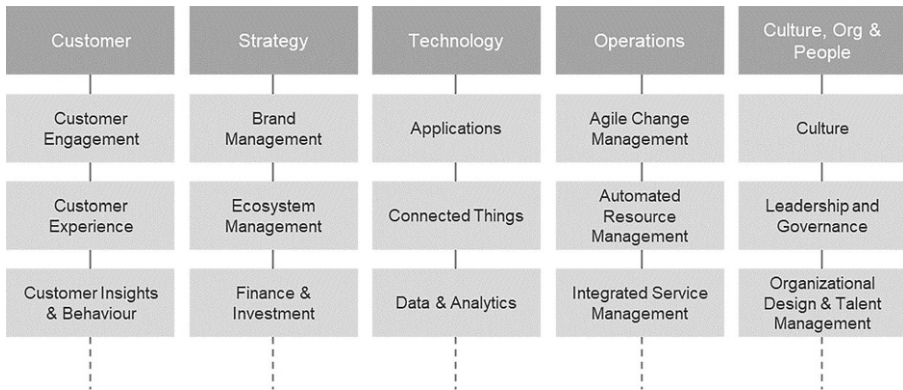 Customer
Strategy
Technology
Operations
Culture, Org &
People
Customer
Engagement
Brand
Management
Applications
Agile Change
Management
Culture
Customer
Experience
Ecosystem
Management
Connected Things
Automated
Resource
Management
Leadership and
Governance
Customer Insights
& Behaviour
Finance &
Investment
Data & Analytics
Integrated Service
Management
Organizational
Design & Talent
Management